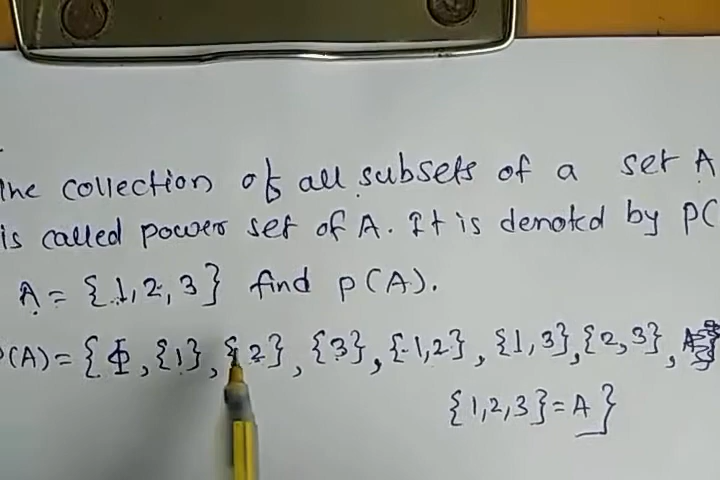 The collection of all subsets of a set A
is called power set of A. It is denoted by P(
A = {1,2,3} find P(A).
P(A) = { Φ, {1}, {2}, {3}, {1,2}, {1,3}, {2,3},
{1,2,3} = A }